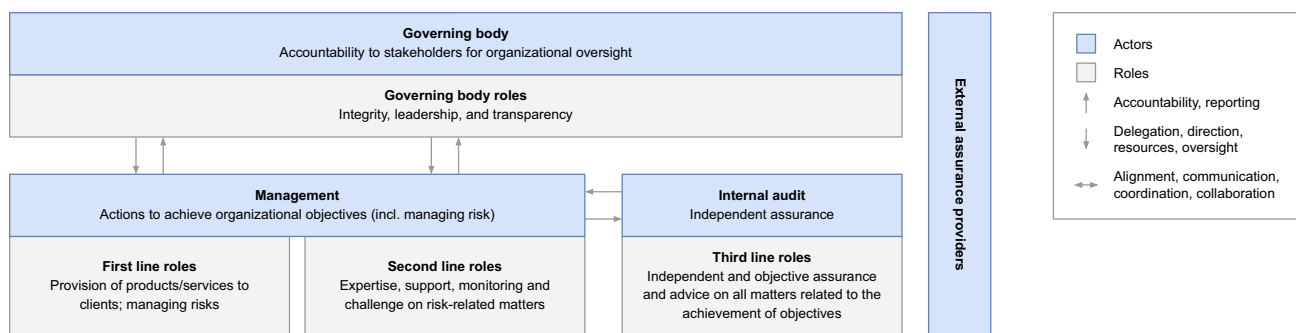 Governing body
Accountability to stakeholders for organizational oversight
Governing body roles
Integrity, leadership, and transparency
Management
Actions to achieve organizational objectives (incl. managing risk)
Internal audit
Independent assurance
First line roles
Provision of products/services to
clients; managing risks
Second line roles
Expertise, support, monitoring and
challenge on risk-related matters
Third line roles
Independent and objective assurance
and advice on all matters related to the
achievement of objectives
External assurance providers
Actors
Roles
Accountability, reporting
Delegation, direction,
resources, oversight
Alignment, communication,
coordination, collaboration